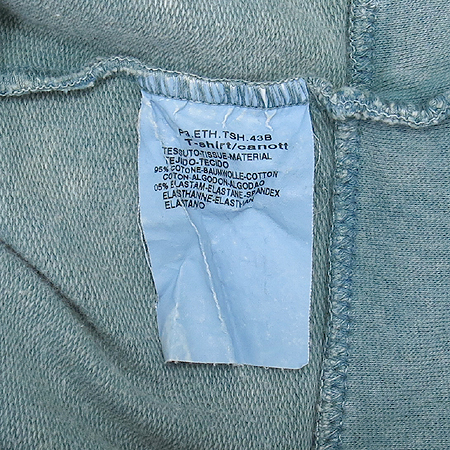 P3.ETH.TSH.43B
T-shirt/canott
TESSUTO-TISSUE-MATERIAL
TEJIDO-TECIDO
95% COTONE-BAUMWOLLE-COTTON
COTON-ALGODON-ALGODAO
05% ELASTAM-ELASTANE-SPANDEX
ELASTHANNE-ELASTHAN
ELASTANO